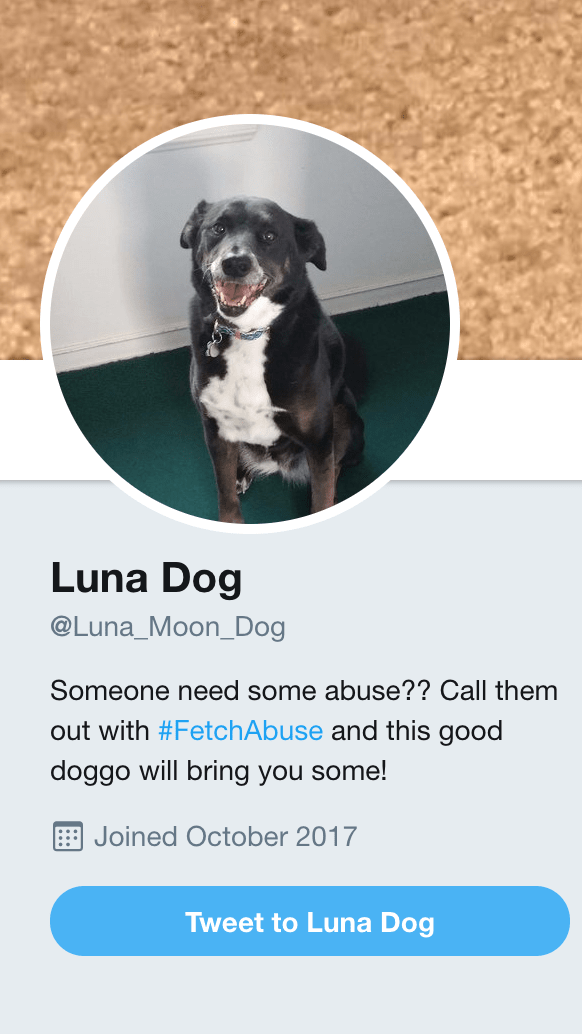 Luna Dog
@Luna_Moon_Dog
Someone need some abuse?? Call them
out with #FetchAbuse and this good
doggo will bring you some!
Joined October 2017
Tweet to Luna Dog